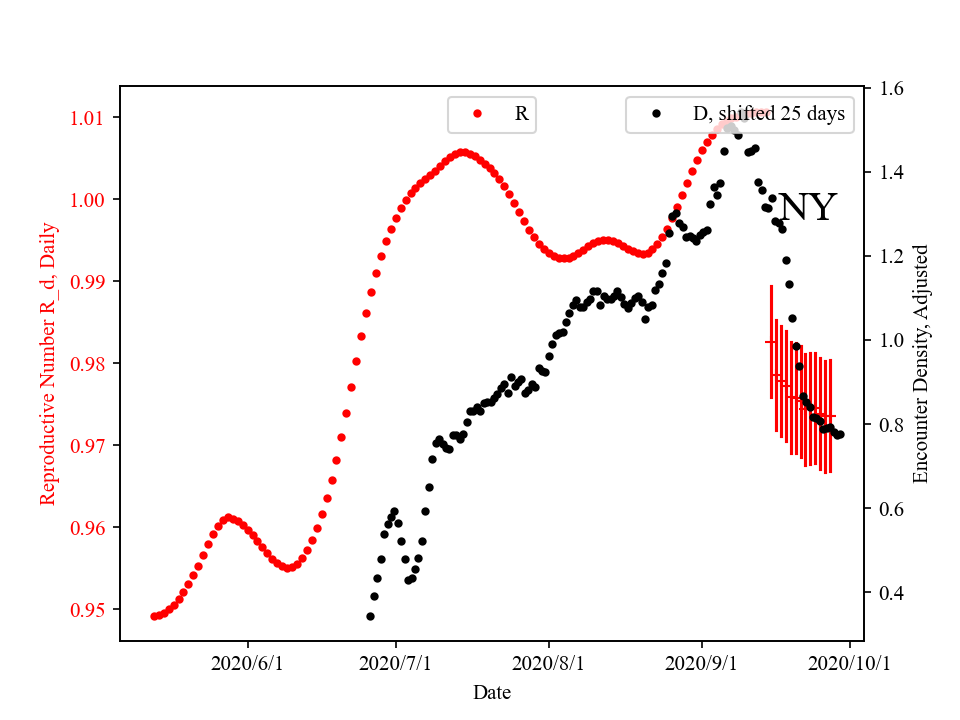 R
D, shifted 25 days
NY
Reproductive Number R_d, Daily
1.01
1.00
0.99
0.98
0.97
0.96
0.95
Encounter Density, Adjusted
1.6
1.4
1.2
1.0
0.8
0.6
0.4
2020/6/1 2020/7/1 2020/8/1 2020/9/1 2020/10/1
Date